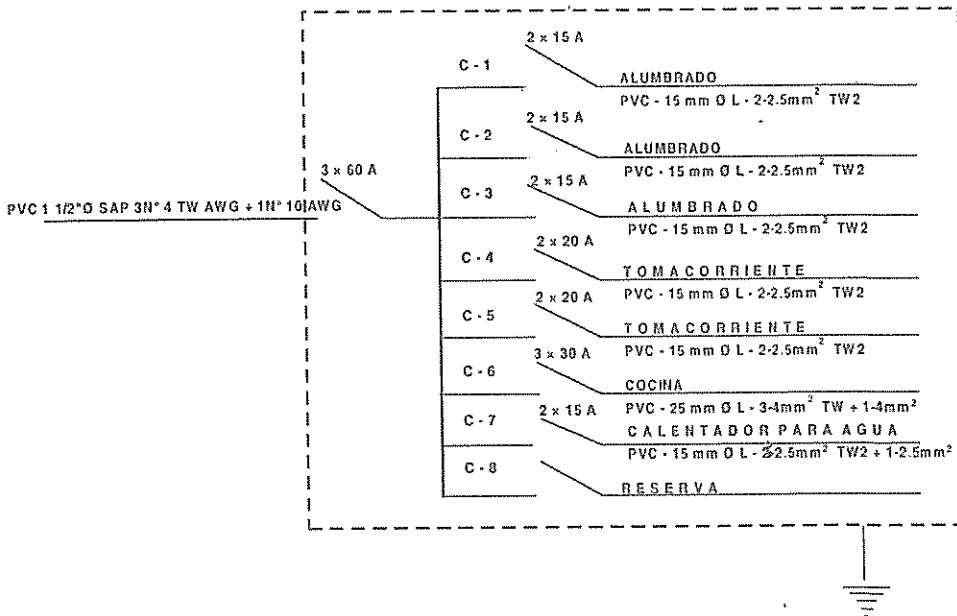 2 x 15 A
C - 1
ALUMBRADO
PVC - 15 mm Ø L - 2-2.5mm² TW2
2 x 15 A
C - 2
ALUMBRADO
PVC - 15 mm Ø L - 2-2.5mm² TW2
3 x 60 A
2 x 15 A
C - 3
ALUMBRADO
PVC - 15 mm Ø L - 2-2.5mm² TW2
PVC 1 1/2"Ø SAP 3N° 4 TW AWG + 1N° 10 AWG
2 x 20 A
C - 4
TOMACORRIENTE
PVC - 15 mm Ø L - 2-2.5mm² TW2
2 x 20 A
C - 5
TOMACORRIENTE
PVC - 15 mm Ø L - 2-2.5mm² TW2
3 x 30 A
C - 6
COCINA
PVC - 25 mm Ø L - 3-4mm² TW + 1-4mm²
2 x 15 A
C - 7
CALENTADOR PARA AGUA
PVC - 15 mm Ø L - 2-2.5mm² TW2 + 1-2.5mm²
C - 8
RESERVA